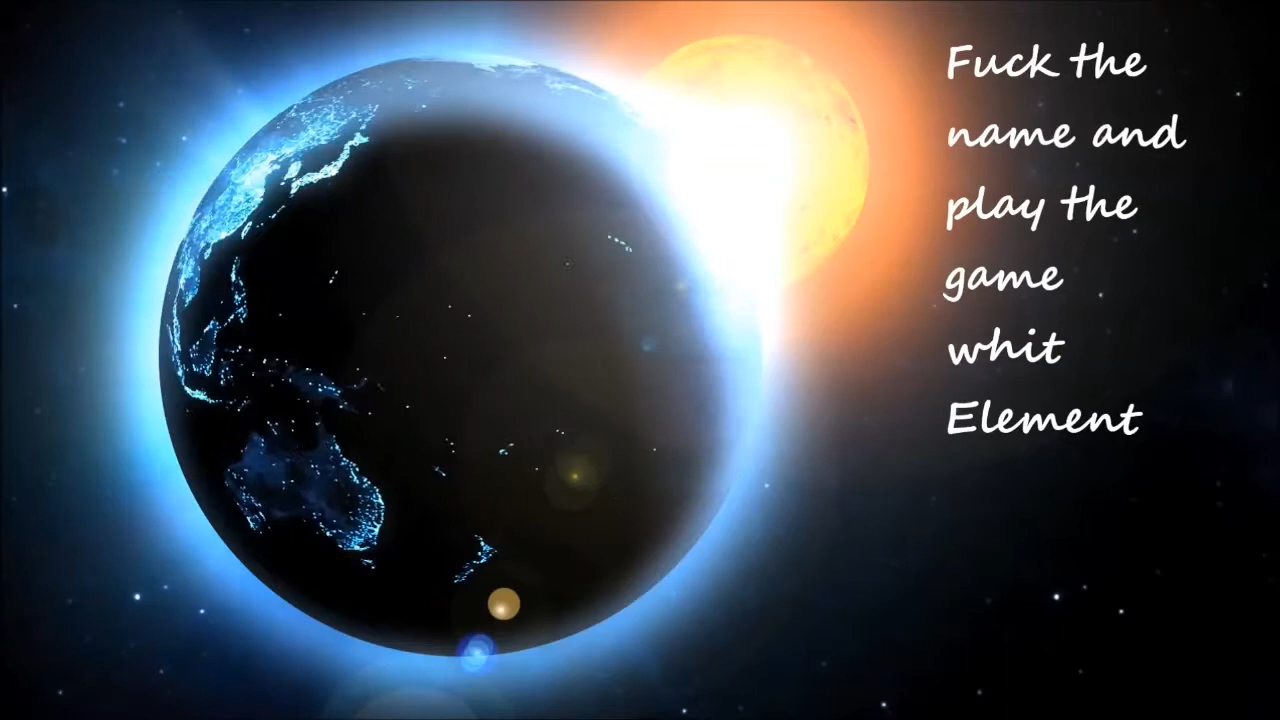 Fuck the
name and
play the
game
whit
Element